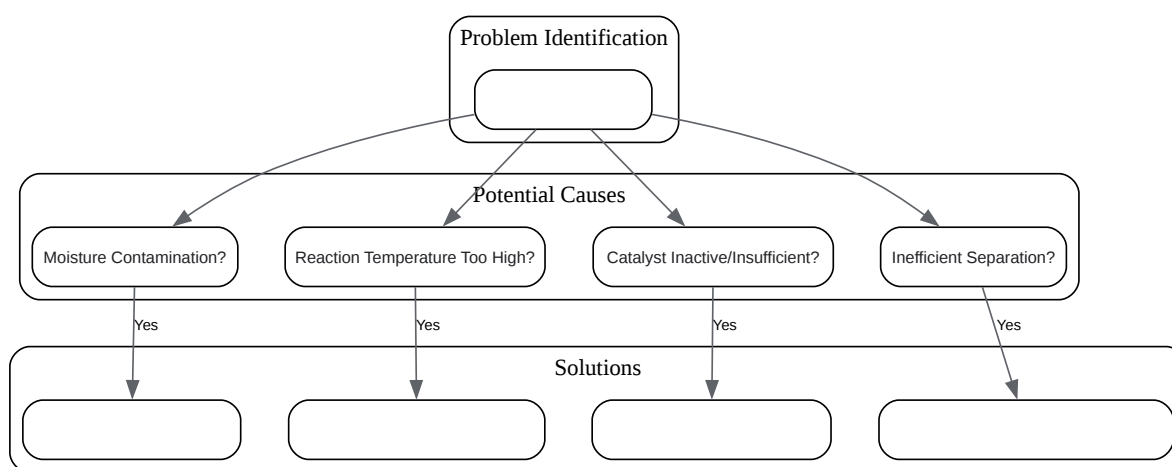 Problem Identification
Potential Causes
Moisture Contamination?
Reaction Temperature Too High?
Catalyst Inactive/Insufficient?
Inefficient Separation?
Yes
Yes
Yes
Yes
Solutions